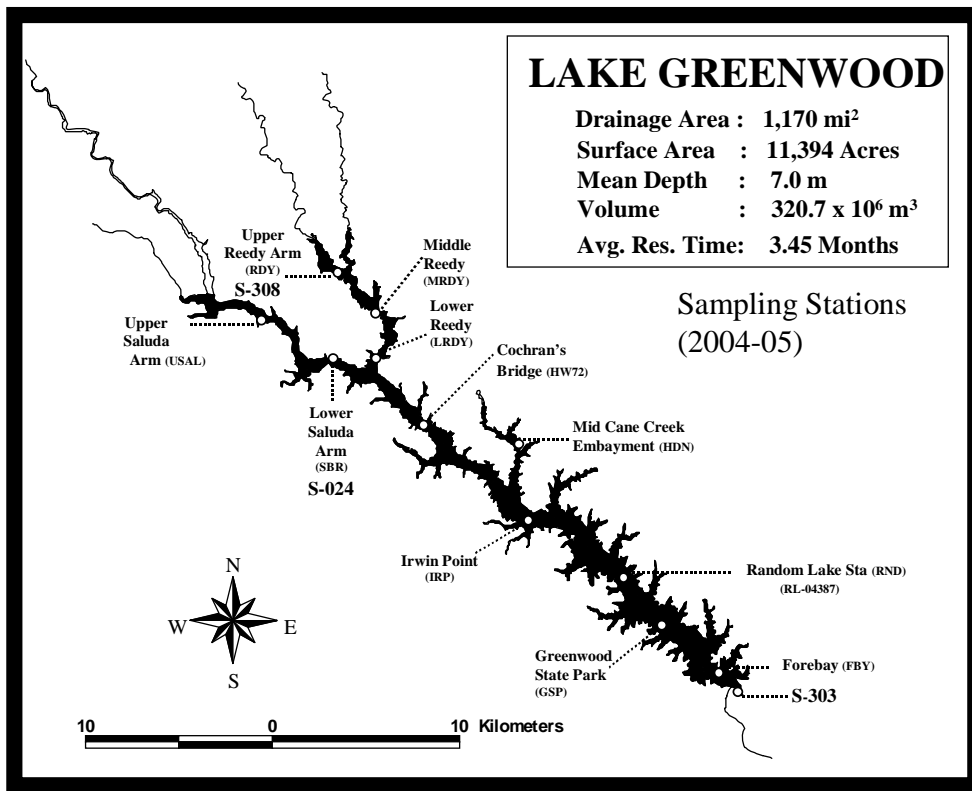 LAKE GREENWOOD
Drainage Area : 1,170 mi²
Surface Area : 11,394 Acres
Mean Depth : 7.0 m
Volume : 320.7 x 10⁶ m³
Avg. Res. Time: 3.45 Months
Sampling Stations
(2004-05)
Upper
Reedy Arm
(RDY)
S-308
Middle
Reedy
(MRDY)
Upper
Saluda
Arm (USAL)
Lower
Reedy
(LRDY)
Cochran's
Bridge (HW72)
Lower
Saluda
Arm
(SBR)
S-024
Mid Cane Creek
Embayment (HDN)
Irwin Point
(IRP)
Random Lake Sta (RND)
(RL-04387)
Greenwood
State Park
(GSP)
Forebay (FBY)
S-303
N
W E
S
10 0 10 Kilometers